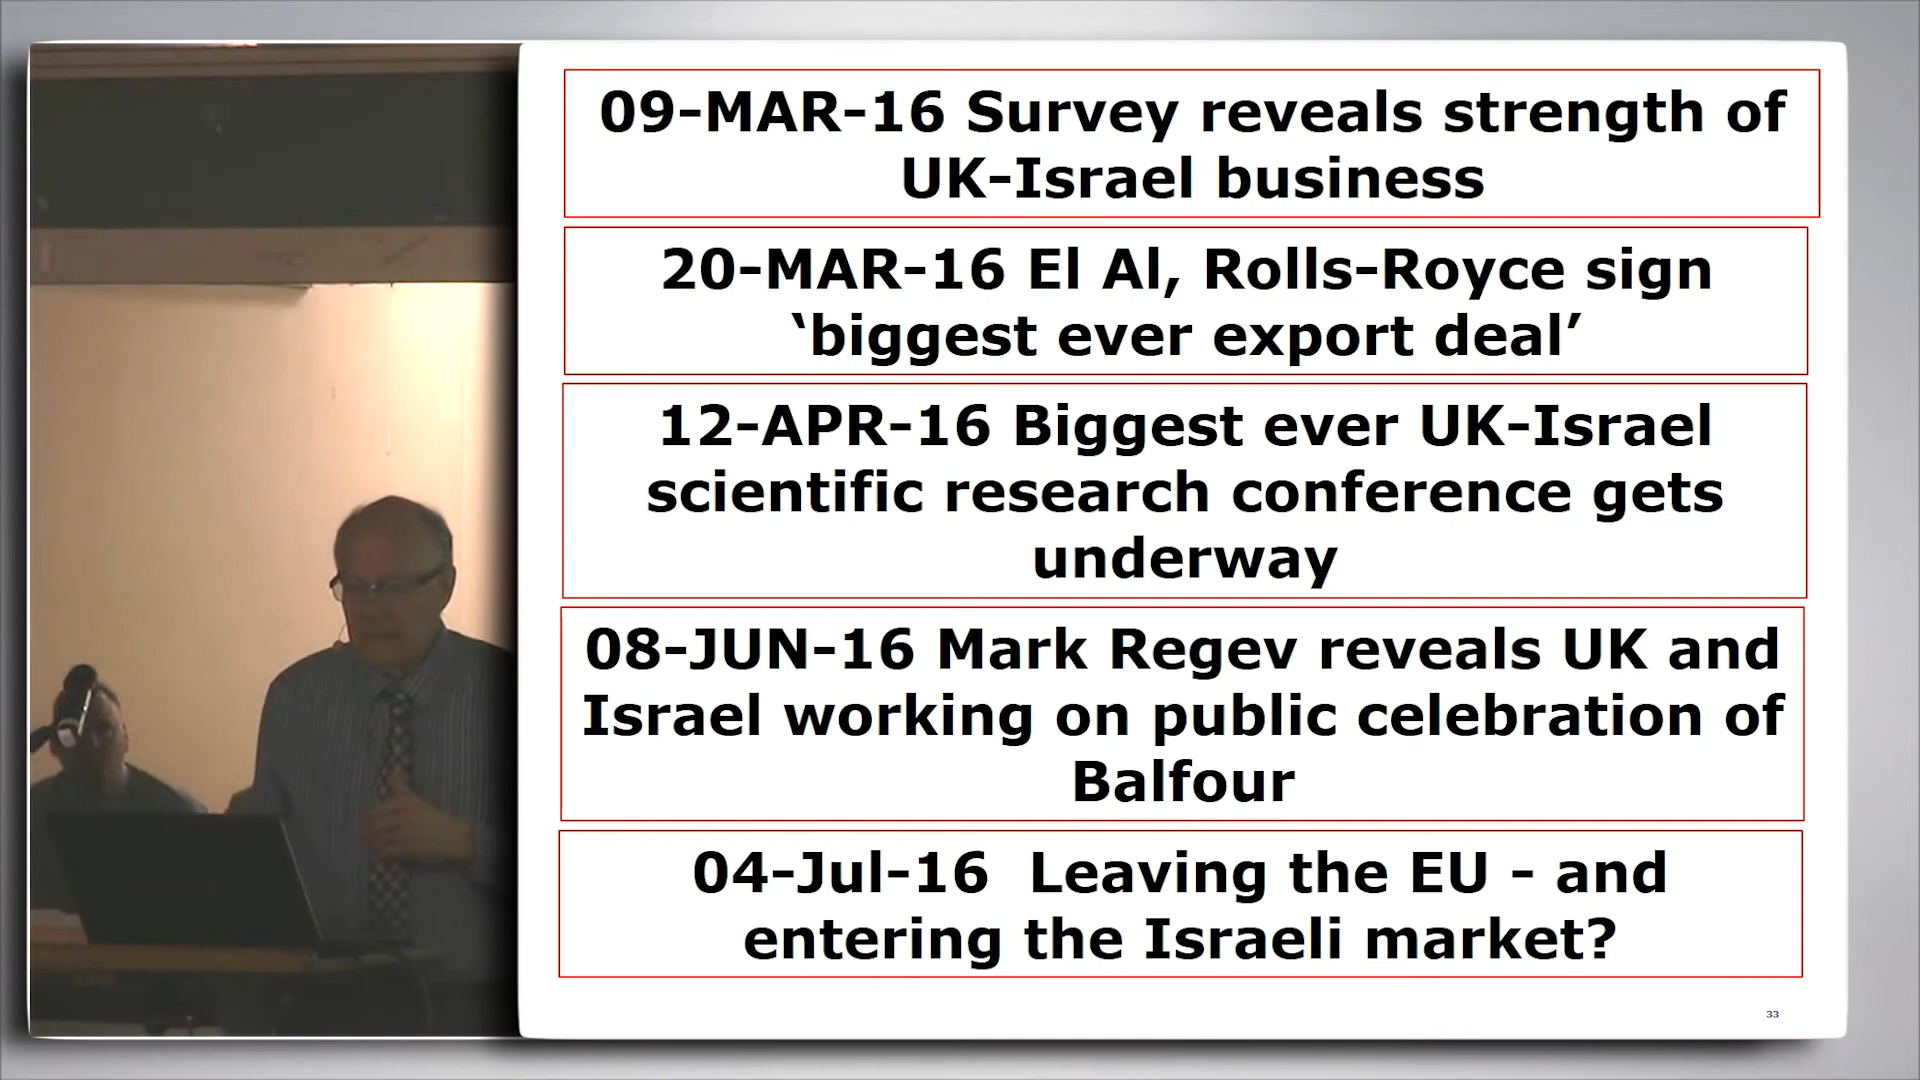 09-MAR-16 Survey reveals strength of
UK-Israel business
20-MAR-16 El Al, Rolls-Royce sign
‘biggest ever export deal’
12-APR-16 Biggest ever UK-Israel
scientific research conference gets
underway
08-JUN-16 Mark Regev reveals UK and
Israel working on public celebration of
Balfour
04-Jul-16  Leaving the EU - and
entering the Israeli market?
33